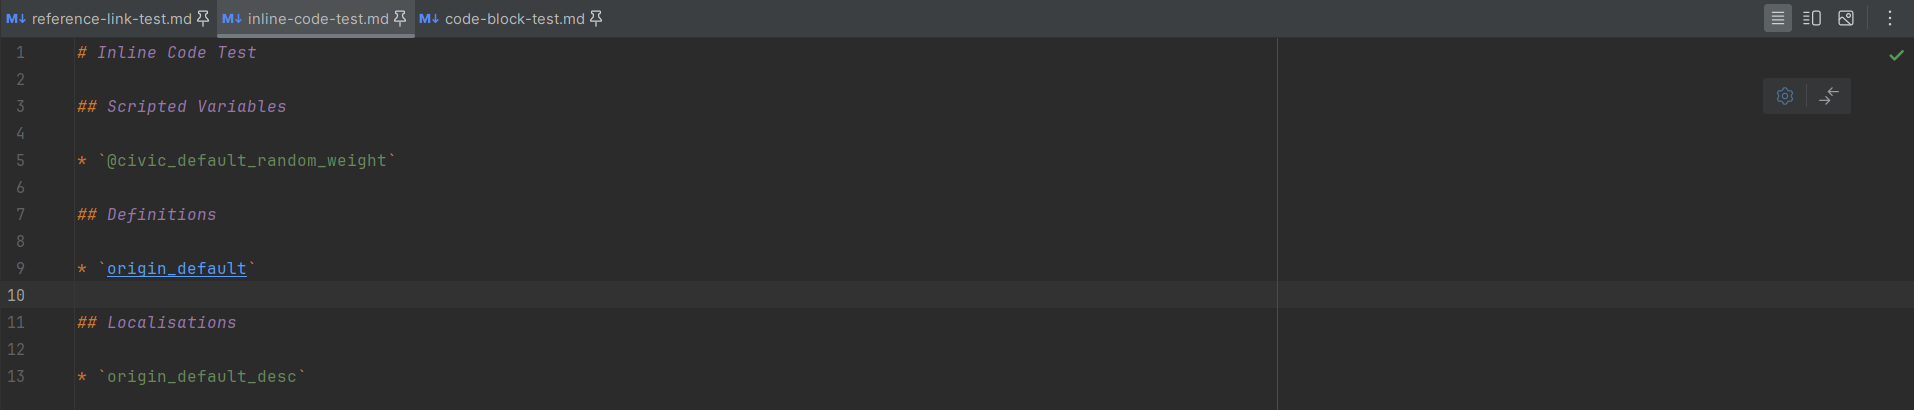 M↓ reference-link-test.md M↓ inline-code-test.md M↓ code-block-test.md
1 # Inline Code Test
2
3 ## Scripted Variables
4
5 * `@civic_default_random_weight`
6
7 ## Definitions
8
9 * `origin_default`
10
11 ## Localisations
12
13 * `origin_default_desc`